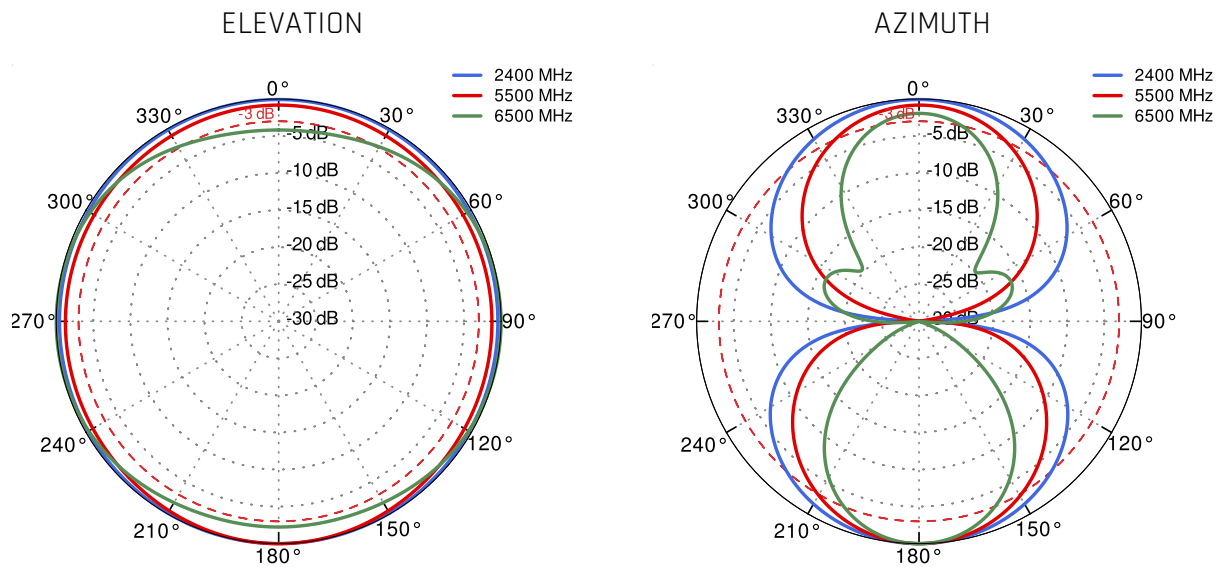 ELEVATION
2400 MHz
5500 MHz
6500 MHz
0°
330°
30°
-3 dB
-5 dB
-10 dB
300°
60°
-15 dB
-20 dB
-25 dB
270°
-30 dB
90°
240°
120°
210°
150°
180°
AZIMUTH
2400 MHz
5500 MHz
6500 MHz
0°
330°
30°
-3 dB
-5 dB
-10 dB
300°
60°
-15 dB
-20 dB
-25 dB
270°
-30 dB
90°
240°
120°
210°
150°
180°